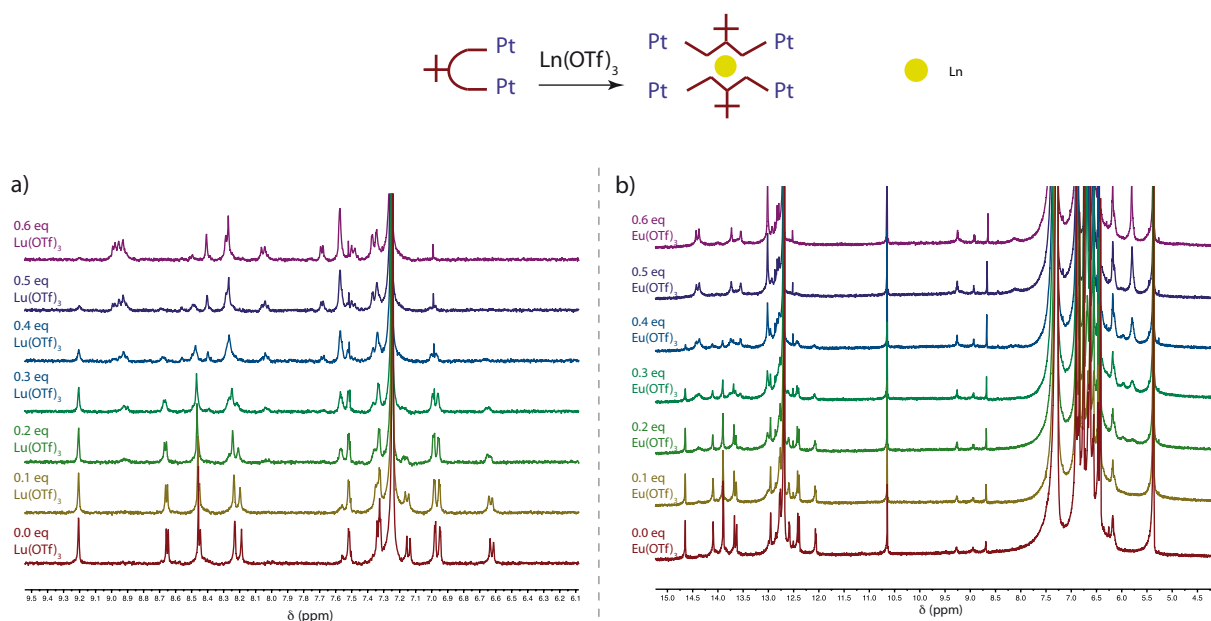 Pt
Pt
Ln(OTf)₃
Pt
Pt
Pt
Pt
Ln
a)
0.6 eq
Lu(OTf)₃
0.5 eq
Lu(OTf)₃
0.4 eq
Lu(OTf)₃
0.3 eq
Lu(OTf)₃
0.2 eq
Lu(OTf)₃
0.1 eq
Lu(OTf)₃
0.0 eq
Lu(OTf)₃
9.5 9.4 9.3 9.2 9.1 9.0 8.9 8.8 8.7 8.6 8.5 8.4 8.3 8.2 8.1 8.0 7.9 7.8 7.7 7.6 7.5 7.4 7.3 7.2 7.1 7.0 6.9 6.8 6.7 6.6 6.5 6.4 6.3 6.2 6.1
δ (ppm)
b)
0.6 eq
Eu(OTf)₃
0.5 eq
Eu(OTf)₃
0.4 eq
Eu(OTf)₃
0.3 eq
Eu(OTf)₃
0.2 eq
Eu(OTf)₃
0.1 eq
Eu(OTf)₃
0.0 eq
Eu(OTf)₃
15.0 14.5 14.0 13.5 13.0 12.5 12.0 11.5 11.0 10.5 10.0 9.5 9.0 8.5 8.0 7.5 7.0 6.5 6.0 5.5 5.0 4.5
δ (ppm)